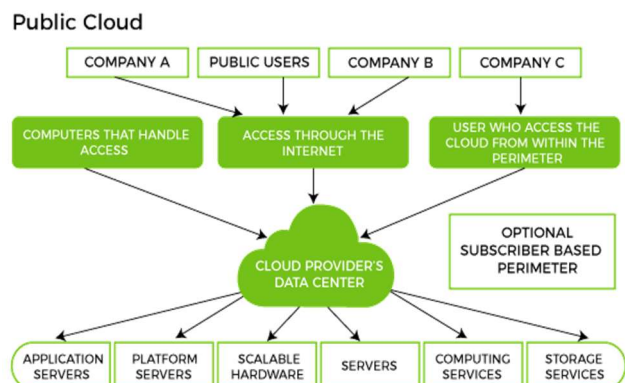 Public Cloud
COMPANY A
PUBLIC USERS
COMPANY B
COMPANY C
COMPUTERS THAT HANDLE
ACCESS
ACCESS THROUGH THE
INTERNET
USER WHO ACCESS THE
CLOUD FROM WITHIN THE
PERIMETER
CLOUD PROVIDER'S
DATA CENTER
OPTIONAL
SUBSCRIBER BASED
PERIMETER
APPLICATION
SERVERS
PLATFORM
SERVERS
SCALABLE
HARDWARE
SERVERS
COMPUTING
SERVICES
STORAGE
SERVICES